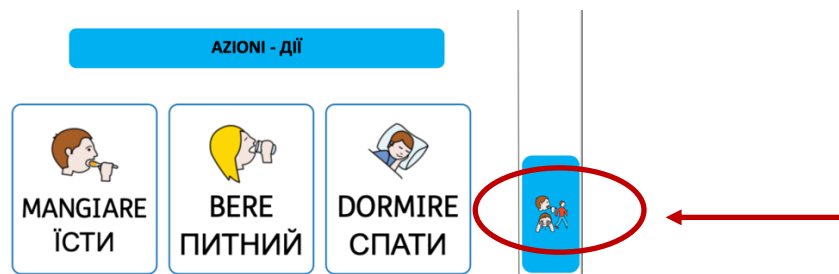 AZIONI - ДІЇ
MANGIARE
ЇСТИ
BERE
ПИТНИЙ
DORMIRE
СПАТИ